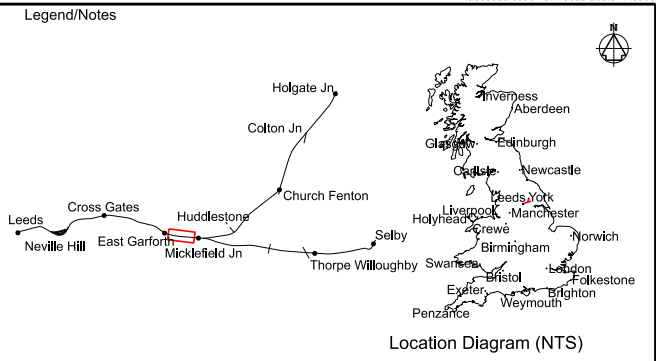 Legend/Notes
N
Holgate Jn
Colton Jn
Church Fenton
Huddlestone
Cross Gates
Leeds
Neville Hill
East Garforth
Micklefield Jn
Selby
Thorpe Willoughby
Inverness
Aberdeen
Glasgow
Edinburgh
Carlisle
Newcastle
Leeds
York
Liverpool
Manchester
Holyhead
Crewe
Norwich
Birmingham
Swansea
London
Bristol
Folkestone
Exeter
Brighton
Weymouth
Penzance
Location Diagram (NTS)